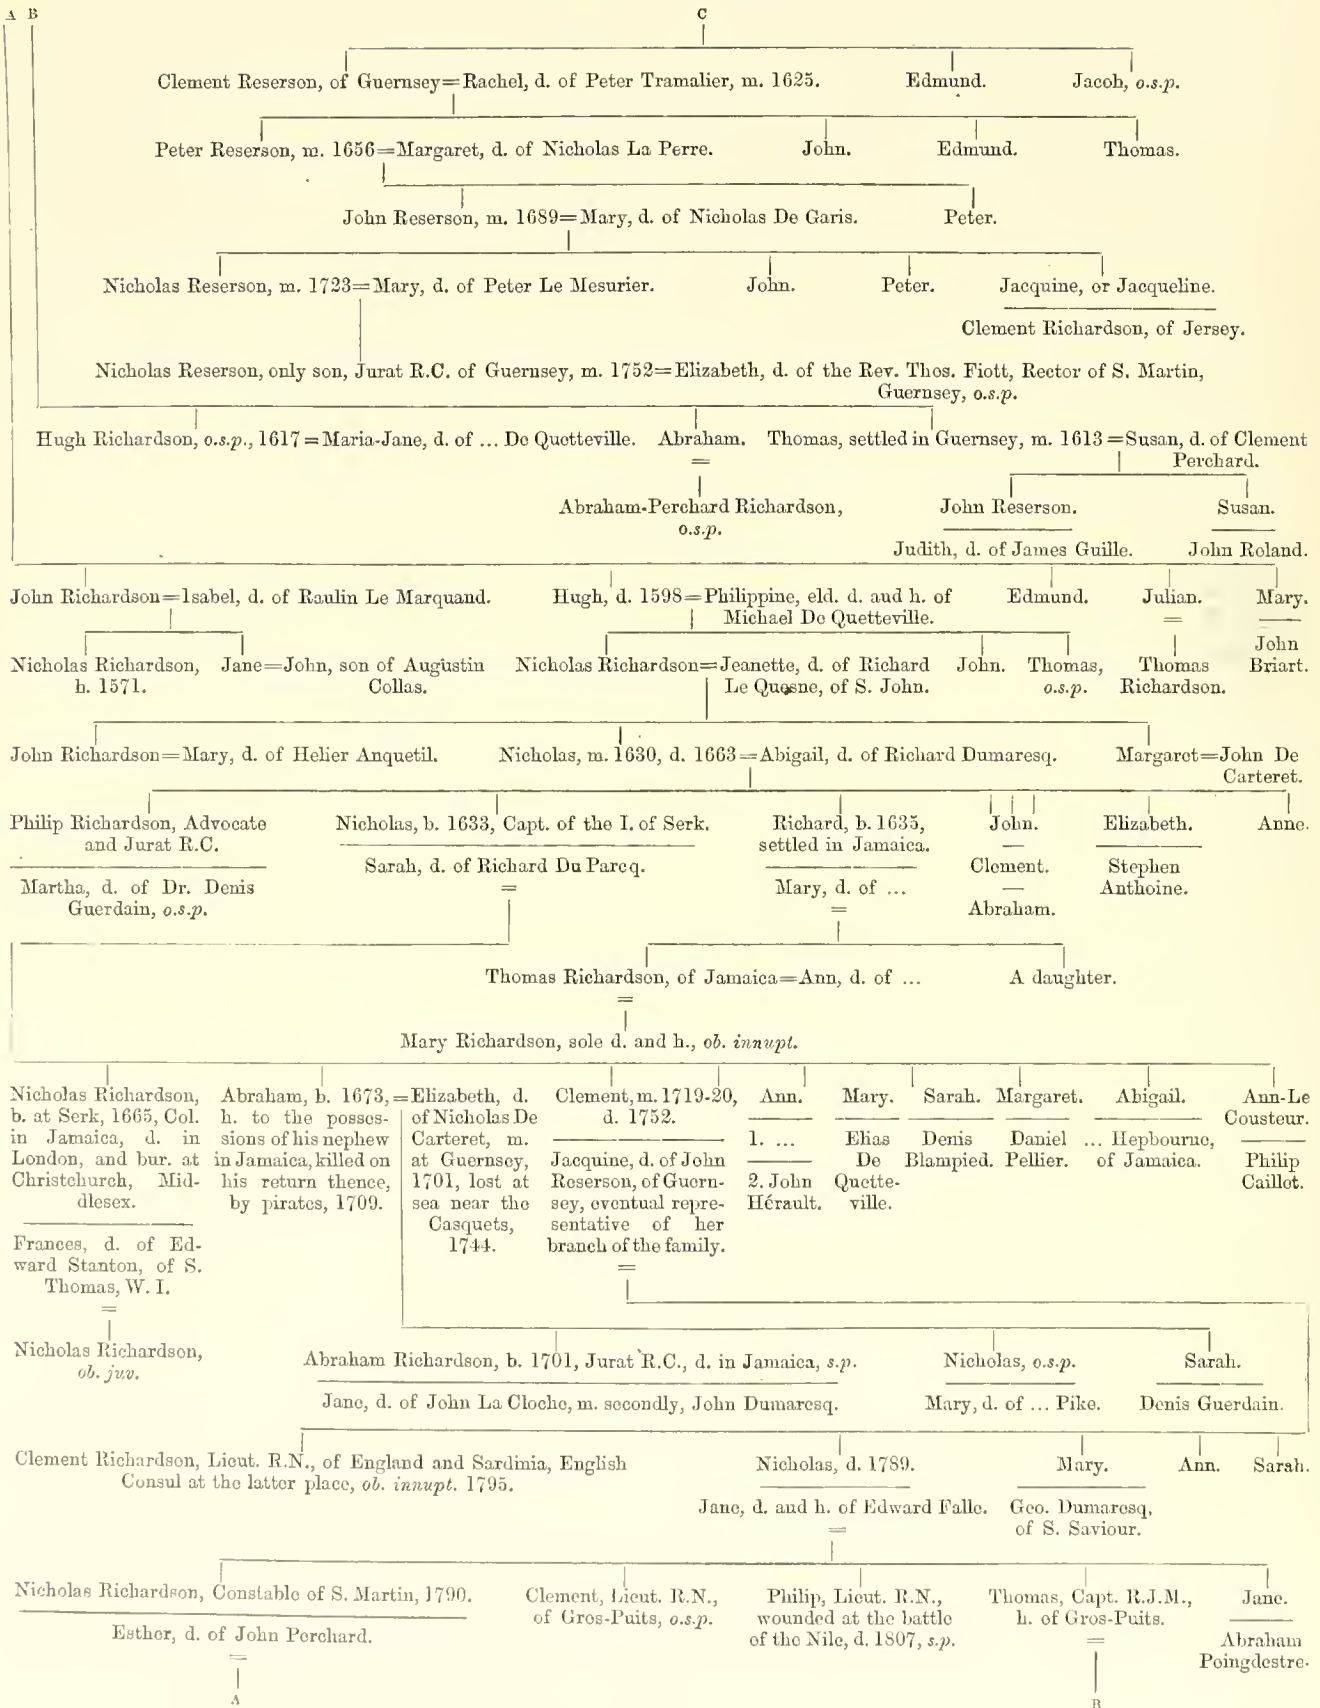 A B C
Clement Reserson, of Guernsey=Rachel, d. of Peter Tramalier, m. 1625. Edmund. Jacob, o.s.p.
Peter Reserson, m. 1656=Margaret, d. of Nicholas La Perre. John. Edmund. Thomas.
John Reserson, m. 1689=Mary, d. of Nicholas De Garis. Peter.
Nicholas Reserson, m. 1723=Mary, d. of Peter Le Mesurier. John. Peter. Jacquine, or Jacqueline.
Clement Richardson, of Jersey.
Nicholas Reserson, only son, Jurat R.C. of Guernsey, m. 1752=Elizabeth, d. of the Rev. Thos. Fiott, Rector of S. Martin,
Guernsey, o.s.p.
Hugh Richardson, o.s.p., 1617=Maria-Jane, d. of ... De Quetteville. Abraham. Thomas, settled in Guernsey, m. 1613=Susan, d. of Clement
= Perchard.
Abraham-Perchard Richardson, John Reserson. Susan.
o.s.p.
Judith, d. of James Guille. John Roland.
John Richardson=Isabel, d. of Raulin Le Marquand. Hugh, d. 1598=Philippine, eld. d. and h. of Edmund. Julian. Mary.
Michael De Quetteville. =
John
Nicholas Richardson, Jane=John, son of Augustin Nicholas Richardson=Jeanette, d. of Richard John. Thomas, Thomas Briart.
b. 1571. Collas. Le Quesne, of S. John. o.s.p. Richardson.
John Richardson=Mary, d. of Helier Anquetil. Nicholas, m. 1630, d. 1663=Abigail, d. of Richard Dumaresq. Margaret=John De
Carteret.
Philip Richardson, Advocate Nicholas, b. 1633, Capt. of the I. of Serk. Richard, b. 1635, John. Elizabeth. Anne.
and Jurat R.C. settled in Jamaica.
Sarah, d. of Richard Du Parcq. Clement. Stephen
Martha, d. of Dr. Denis = Mary, d. of ... Anthoine.
Guerdain, o.s.p. = Abraham.
Thomas Richardson, of Jamaica=Ann, d. of ... A daughter.
=
Mary Richardson, sole d. and h., ob. innupt.
Nicholas Richardson, Abraham, b. 1673,=Elizabeth, d. Clement, m. 1719-20, Ann. Mary. Sarah. Margaret. Abigail. Ann-Le
b. at Serk, 1665, Col. h. to the posses- of Nicholas De d. 1752. Cousteur.
in Jamaica, d. in sions of his nephew Carteret, m. 1. ... Elias Denis Daniel ... Hepbourne,
London, and bur. at in Jamaica, killed on at Guernsey, Jacquine, d. of John De Blampied. Pellier. of Jamaica. Philip
Christchurch, Mid- his return thence, 1701, lost at Reserson, of Guern- 2. John Quette- Caillot.
dlesex. by pirates, 1709. sea near the sey, eventual repre- Hérault. ville.
Casquets, sentative of her
Frances, d. of Ed- 1744. branch of the family.
ward Stanton, of S. =
Thomas, W. I.
=
Nicholas Richardson, Abraham Richardson, b. 1701, Jurat R.C., d. in Jamaica, s.p. Nicholas, o.s.p. Sarah.
ob. juv.
Jane, d. of John La Cloche, m. secondly, John Dumaresq. Mary, d. of ... Pike. Denis Guerdain.
Clement Richardson, Lieut. R.N., of England and Sardinia, English Nicholas, d. 1789. Mary. Ann. Sarah.
Consul at the latter place, ob. innupt. 1795.
Jane, d. and h. of Edward Falle. Geo. Dumaresq,
= of S. Saviour.
Nicholas Richardson, Constable of S. Martin, 1790. Clement, Lieut. R.N., Philip, Lieut. R.N., Thomas, Capt. R.J.M., Jane.
of Gros-Puits, o.s.p. wounded at the battle h. of Gros-Puits.
Esther, d. of John Perchard. of the Nile, d. 1807, s.p. = Abraham
= Poingdestre.
A B